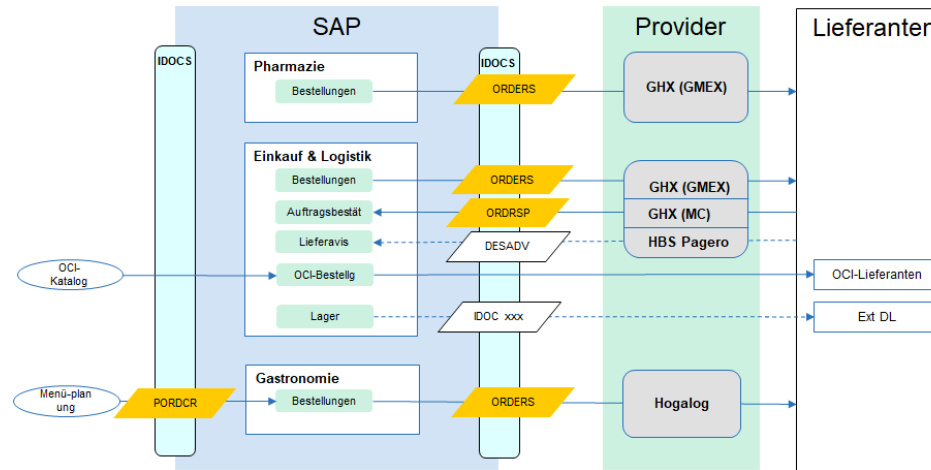 SAP
Provider
Lieferanten
IDOCS
IDOCS
Pharmazie
Bestellungen
ORDERS
GHX (GMEX)
Einkauf & Logistik
Bestellungen
ORDERS
GHX (GMEX)
Auftragsbestät
ORDRSP
GHX (MC)
Lieferavis
DESADV
HBS Pagero
OCI-
Katalog
OCI-Bestellg
OCI-Lieferanten
Lager
IDOC xxx
Ext DL
Gastronomie
Menü-plan
ung
PORDCR
Bestellungen
ORDERS
Hogalog